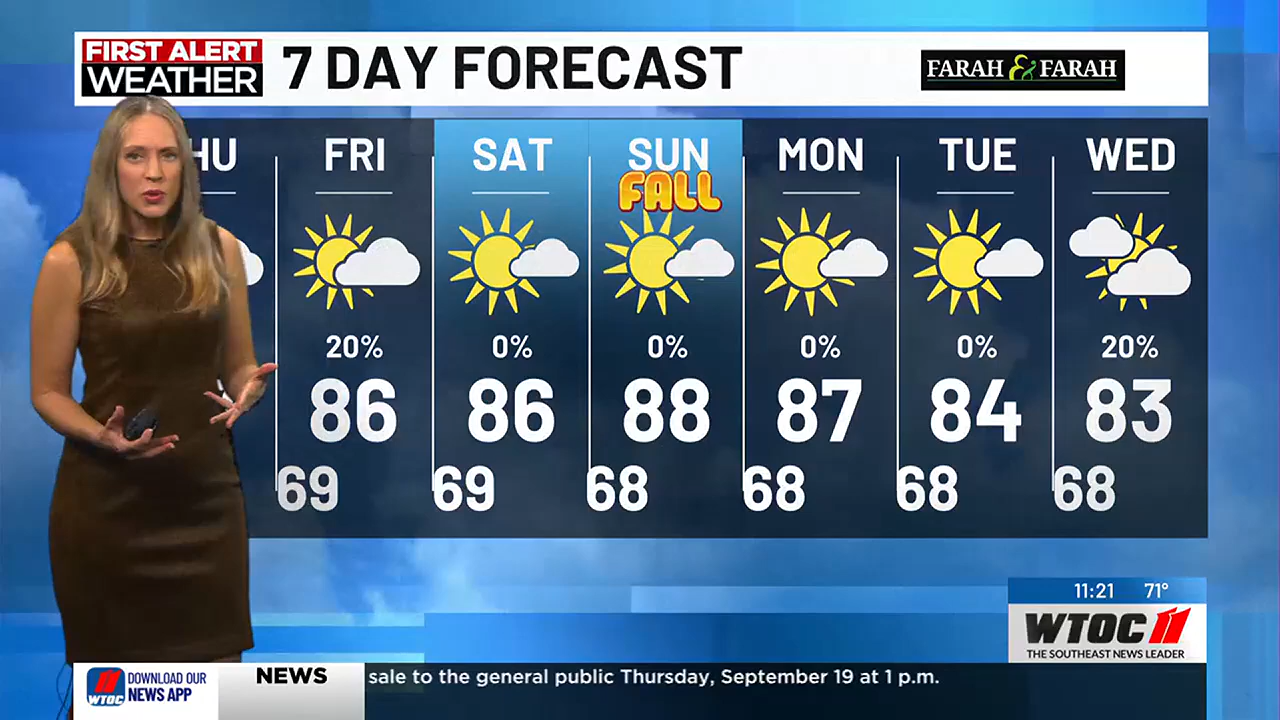 FIRST ALERT
WEATHER
7 DAY FORECAST
FARAH & FARAH
HU FRI SAT SUN MON TUE WED
FALL
20% 0% 0% 0% 0% 20%
86 86 88 87 84 83
69 69 68 68 68 68
11:21 71°
WTOC 11
THE SOUTHEAST NEWS LEADER
11
WTOC
DOWNLOAD OUR
NEWS APP
NEWS
sale to the general public Thursday, September 19 at 1 p.m.